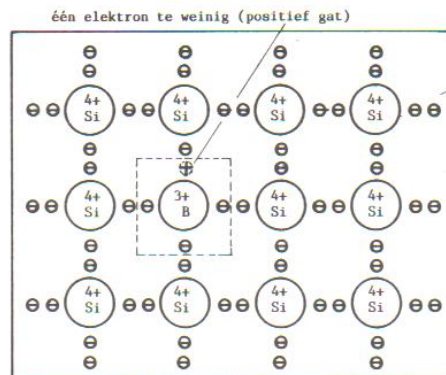 één elektron te weinig (positief gat)
4+ 4+ 4+ 4+
Si Si Si Si
4+ 3+ 4+ 4+
Si B Si Si
4+ 4+ 4+ 4+
Si Si Si Si